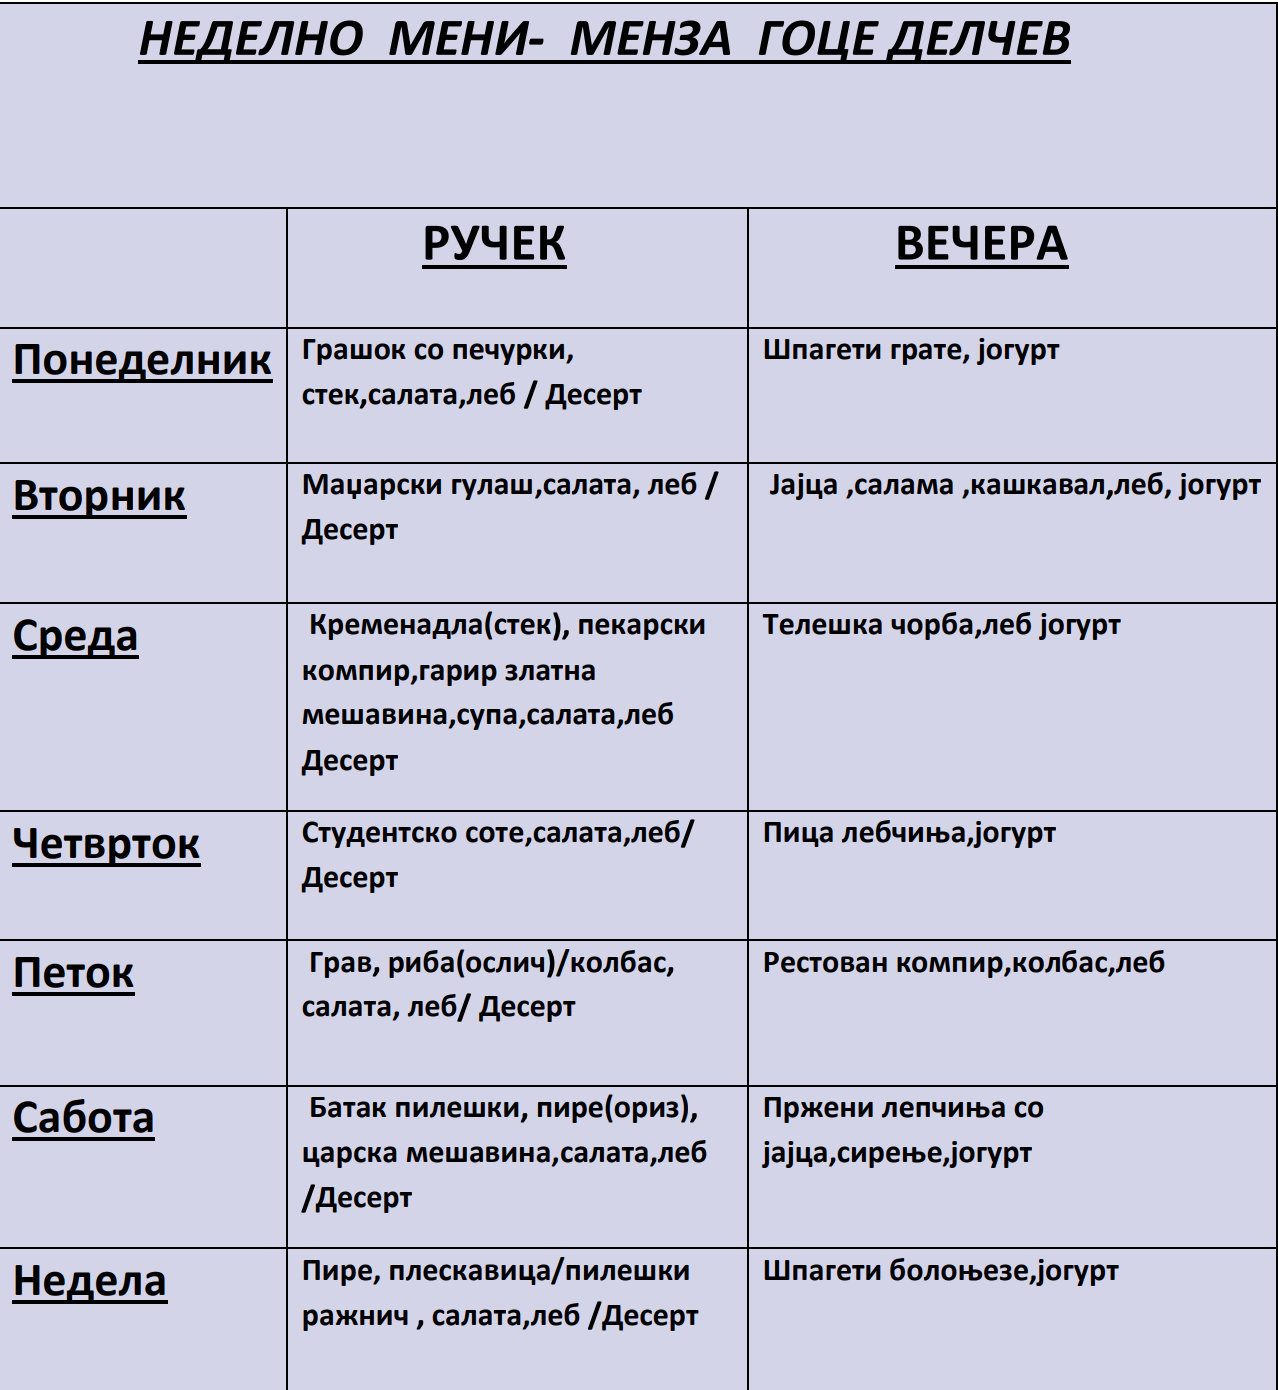 НЕДЕЛНО МЕНИ- МЕНЗА ГОЦЕ ДЕЛЧЕВ
РУЧЕК
ВЕЧЕРА
Понеделник
Грашок со печурки,
стек,салата,леб / Десерт
Шпагети грате, јогурт
Вторник
Маџарски гулаш,салата, леб /
Десерт
Јајца ,салама ,кашкавал,леб, јогурт
Среда
Кременадла(стек), пекарски
компир,гарир златна
мешавина,супа,салата,леб
Десерт
Телешка чорба,леб јогурт
Четврток
Студентско соте,салата,леб/
Десерт
Пица лебчиња,јогурт
Петок
Грав, риба(ослич)/колбас,
салата, леб/ Десерт
Рестован компир,колбас,леб
Сабота
Батак пилешки, пире(ориз),
царска мешавина,салата,леб
/Десерт
Пржени лепчиња со
јајца,сирење,јогурт
Недела
Пире, плескавица/пилешки
ражнич , салата,леб /Десерт
Шпагети болоњезе,јогурт